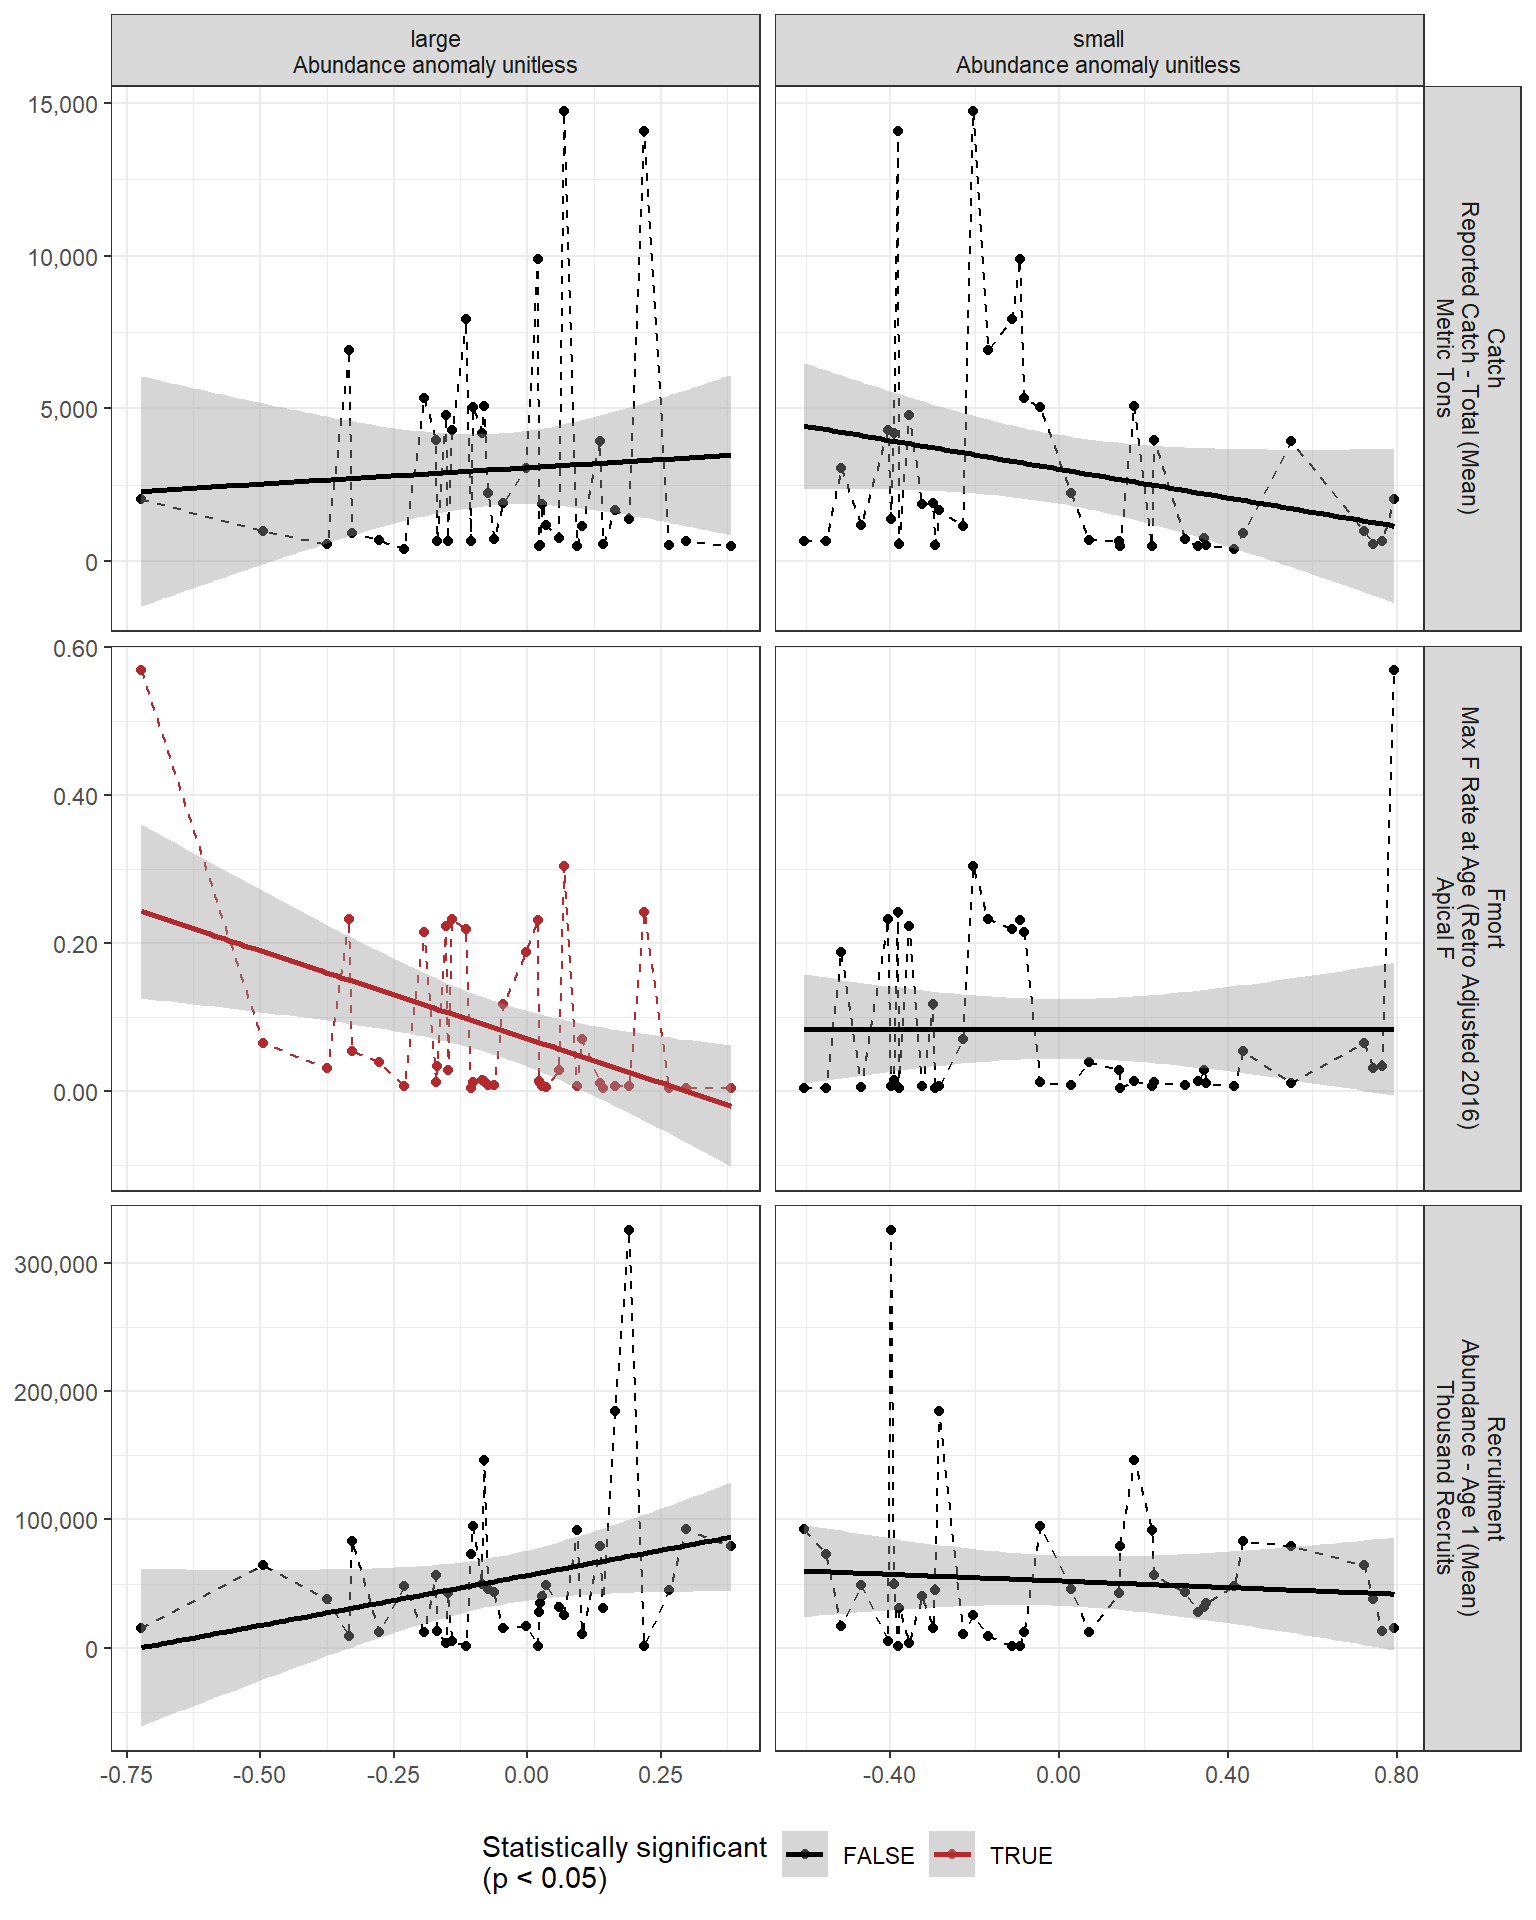 large
Abundance anomaly unitless
small
Abundance anomaly unitless
15,000
10,000
5,000
0
Catch
Reported Catch - Total (Mean)
Metric Tons
0.60
0.40
0.20
0.00
Fmort
Max F Rate at Age (Retro Adjusted 2016)
Apical F
300,000
200,000
100,000
0
Recruitment
Abundance - Age 1 (Mean)
Thousand Recruits
-0.75 -0.50 -0.25 0.00 0.25
-0.40 0.00 0.40 0.80
Statistically significant
(p < 0.05)
FALSE
TRUE